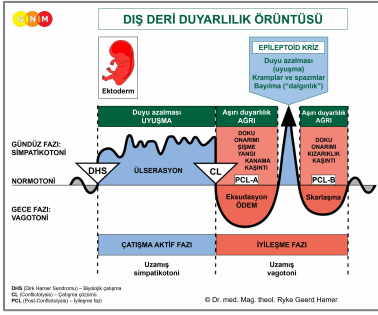 GNM
DIŞ DERİ DUYARLILIK ÖRÜNTÜSÜ
Ektoderm
EPİLEPTOİD KRİZ
Duyu azalması
(uyuşma)
Kramplar ve spazmlar
Bayılma ("dalgınlık")
Duyu azalması
UYUŞMA
Aşırı duyarlılık
AĞRI
Aşırı duyarlılık
AĞRI
GÜNDÜZ FAZI:
SİMPATİKOTONİ
DOKU
ONARIMI
ŞİŞME
YANGI
KANAMA
KAŞINTI
DOKU
ONARIMI
KIZARIKLIK
KAŞINTI
DHS
ÜLSERASYON
CL
PCL-A
PCL-B
NORMOTONİ
GECE FAZI:
VAGOTONİ
Eksudasyon
ÖDEM
Skarlaşma
ÇATIŞMA AKTİF FAZI
İYİLEŞME FAZI
Uzamış
simpatikotoni
Uzamış
vagotoni
DHS (Dirk Hamer Sendromu) – Biyolojik çatışma
CL (Conflictolysis) – Çatışma çözümü
PCL (Post-Conflictolysis) – İyileşme fazı
© Dr. med. Mag. theol. Ryke Geerd Hamer